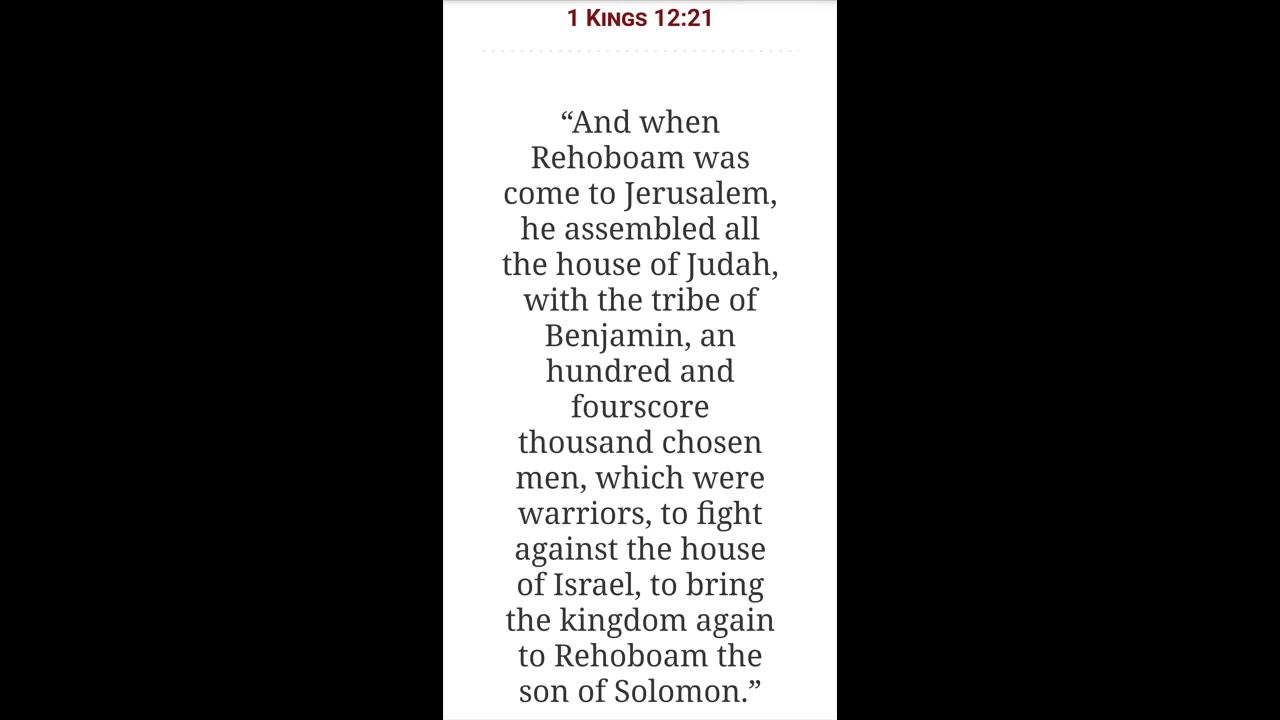 1 Kings 12:21
“And when
Rehoboam was
come to Jerusalem,
he assembled all
the house of Judah,
with the tribe of
Benjamin, an
hundred and
fourscore
thousand chosen
men, which were
warriors, to fight
against the house
of Israel, to bring
the kingdom again
to Rehoboam the
son of Solomon.”